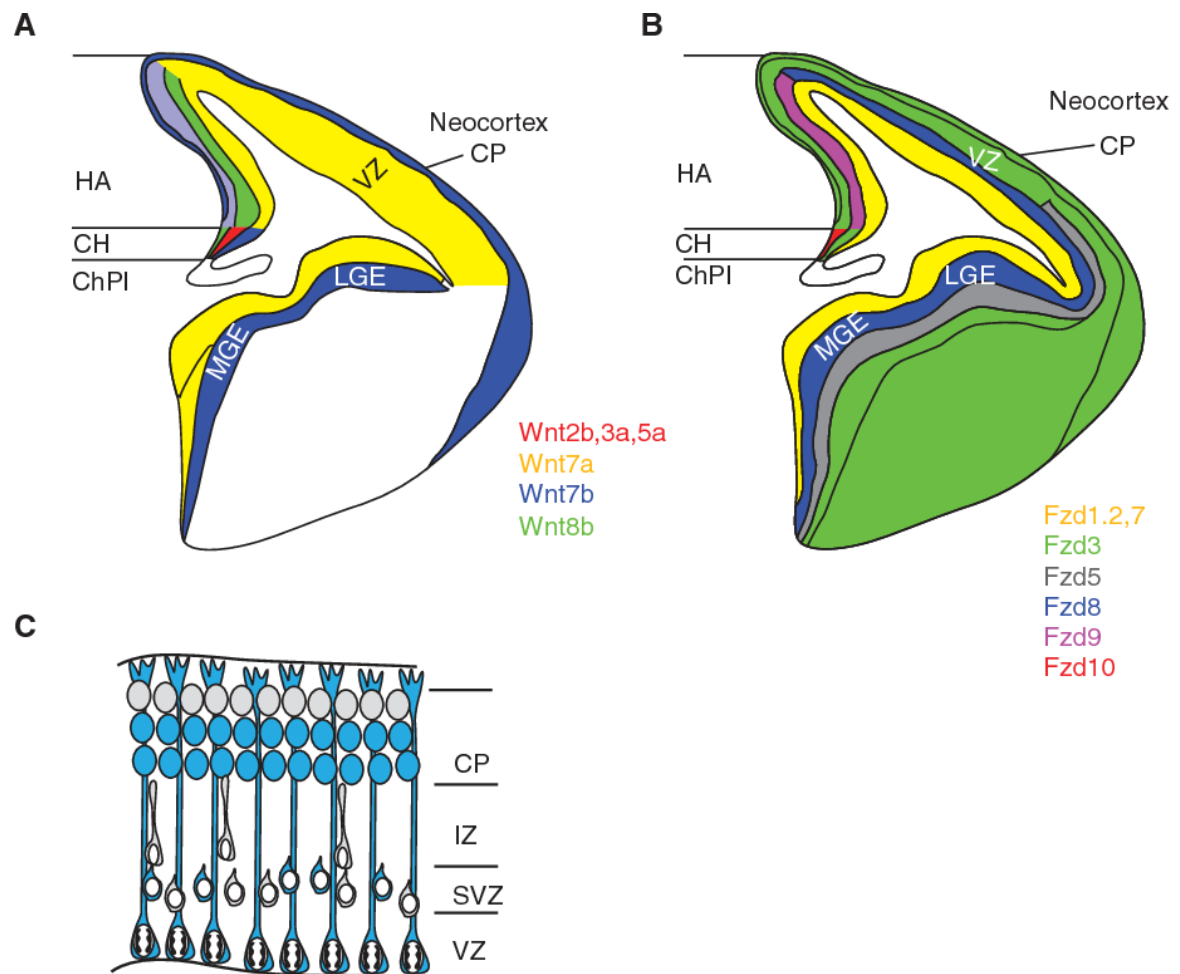 A
Neocortex
CP
VZ
HA
CH
ChPl
LGE
MGE
Wnt2b,3a,5a
Wnt7a
Wnt7b
Wnt8b
B
Neocortex
CP
VZ
HA
CH
ChPl
LGE
MGE
Fzd1.2,7
Fzd3
Fzd5
Fzd8
Fzd9
Fzd10
C
CP
IZ
SVZ
VZ